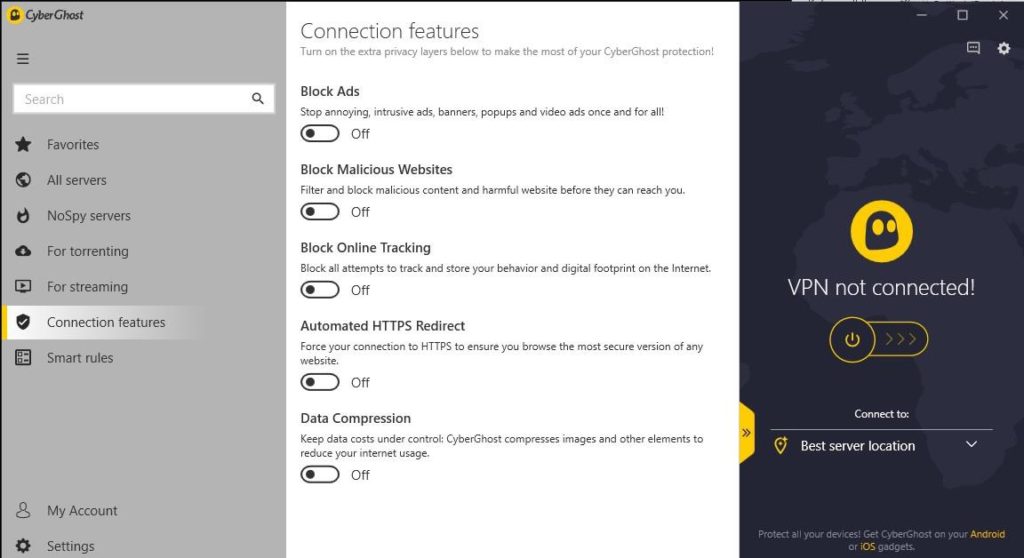 CyberGhost
Search
Favorites
All servers
NoSpy servers
For torrenting
For streaming
Connection features
Smart rules
My Account
Settings
Connection features
Turn on the extra privacy layers below to make the most of your CyberGhost protection!
Block Ads
Stop annoying, intrusive ads, banners, popups and video ads once and for all!
Off
Block Malicious Websites
Filter and block malicious content and harmful website before they can reach you.
Off
Block Online Tracking
Block all attempts to track and store your behavior and digital footprint on the Internet.
Off
Automated HTTPS Redirect
Force your connection to HTTPS to ensure you browse the most secure version of any
website.
Off
Data Compression
Keep data costs under control: CyberGhost compresses images and other elements to
reduce your internet usage.
Off
VPN not connected!
Connect to:
Best server location
Protect all your devices! Get CyberGhost on your Android
or iOS gadgets.